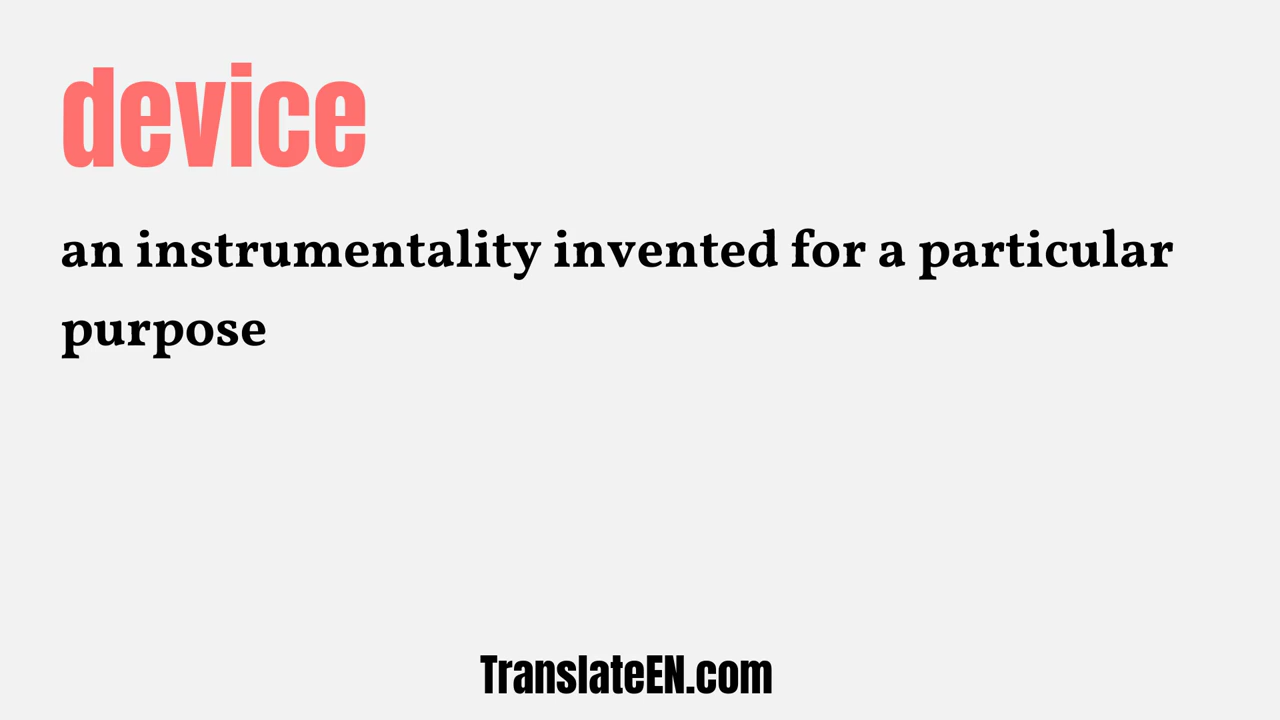 device
an instrumentality invented for a particular
purpose
TranslateEN.com